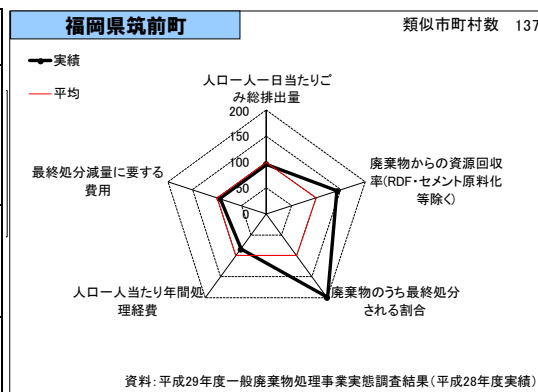 福岡県筑前町
類似市町村数 137
実績
平均
人口一人一日当たりご
み総排出量
200
150
100
50
0
廃棄物からの資源回収
率(RDF・セメント原料化
等除く)
廃棄物のうち最終処分
される割合
人口一人当たり年間処
理経費
最終処分減量に要する
費用
資料：平成29年度一般廃棄物処理事業実態調査結果(平成28年度実績)